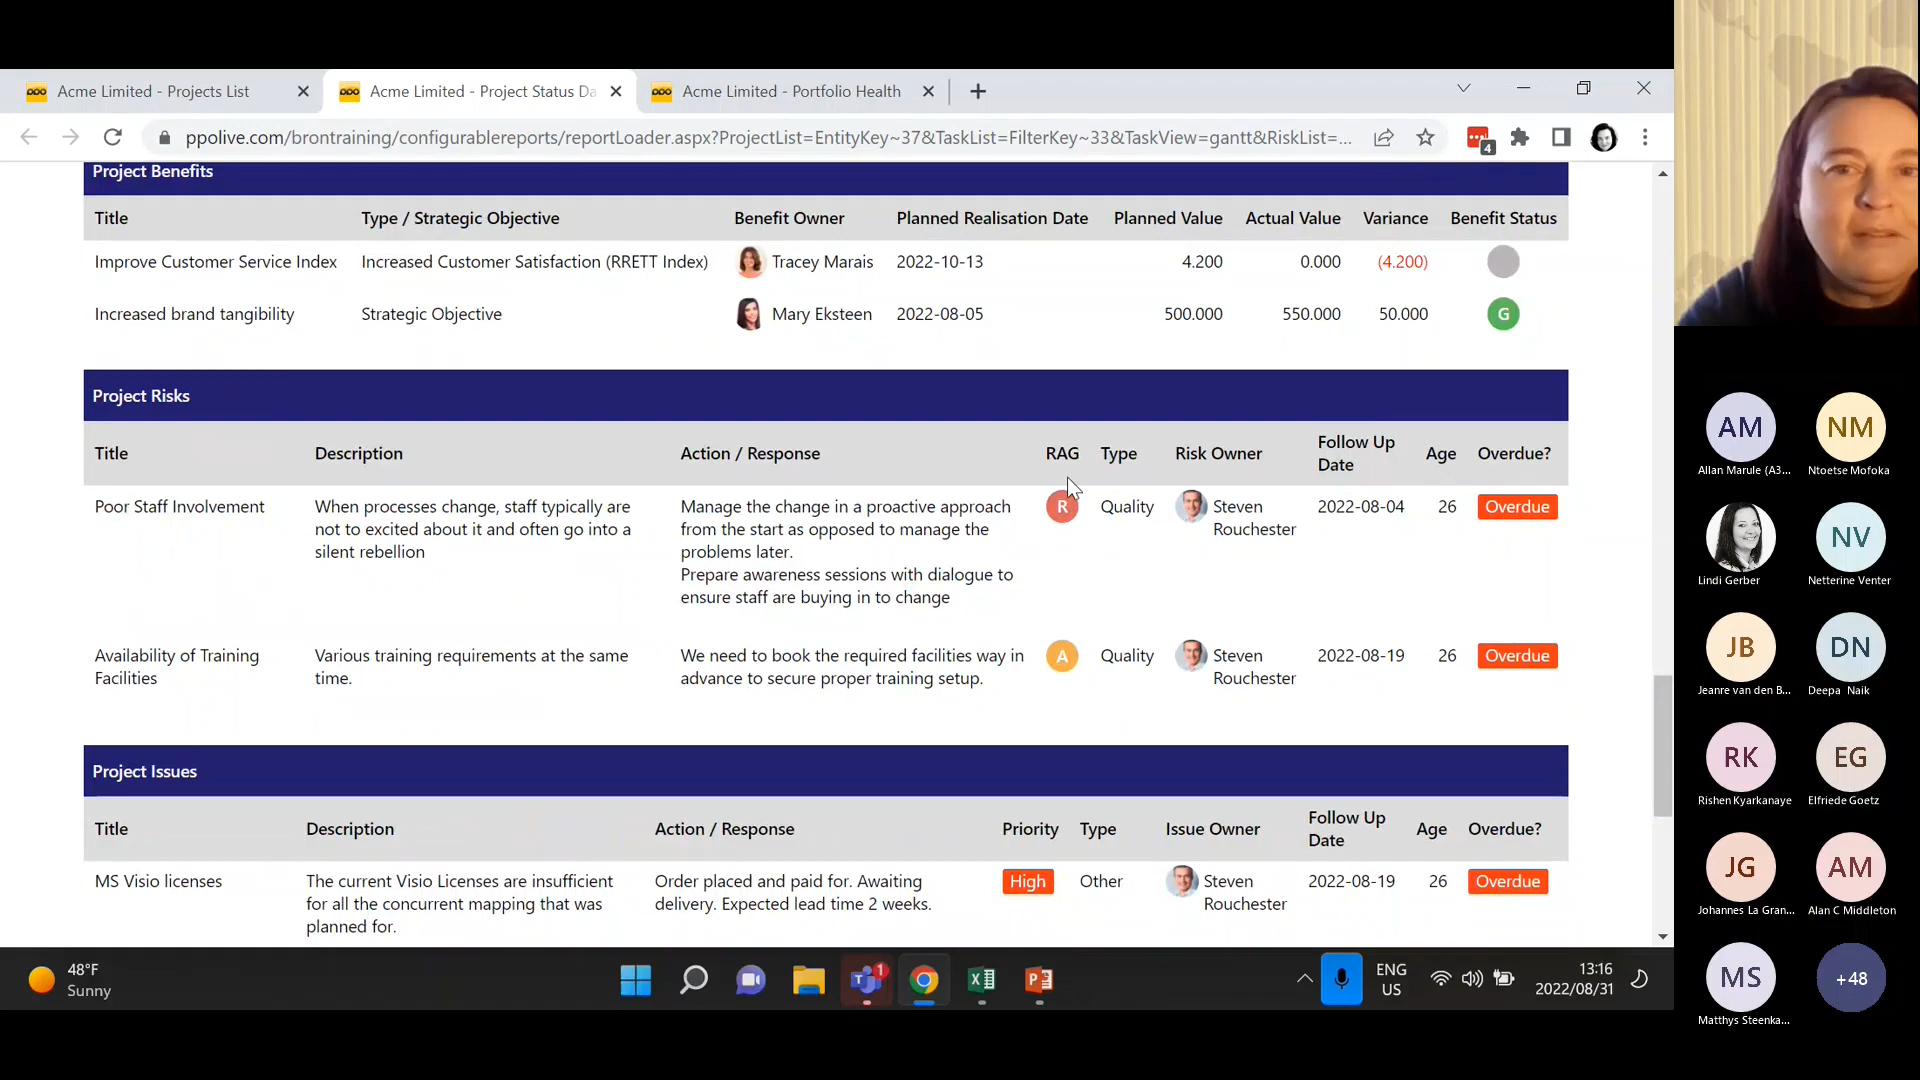 Acme Limited - Projects List
Acme Limited - Project Status Da
Acme Limited - Portfolio Health
ppolive.com/brontraining/configurablereports/reportLoader.aspx?ProjectList=EntityKey~37&TaskList=FilterKey~33&TaskView=gantt&RiskList=...
4
Project Benefits
Title Type / Strategic Objective Benefit Owner Planned Realisation Date Planned Value Actual Value Variance Benefit Status
Improve Customer Service Index Increased Customer Satisfaction (RRETT Index) Tracey Marais 2022-10-13 4.200 0.000 (4.200)
Increased brand tangibility Strategic Objective Mary Eksteen 2022-08-05 500.000 550.000 50.000 G
Project Risks
Title Description Action / Response RAG Type Risk Owner Follow Up Date Age Overdue?
Poor Staff Involvement When processes change, staff typically are Manage the change in a proactive approach R Quality Steven 2022-08-04 26 Overdue
not to excited about it and often go into a from the start as opposed to manage the Rouchester
silent rebellion problems later.
Prepare awareness sessions with dialogue to
ensure staff are buying in to change
Availability of Training Various training requirements at the same We need to book the required facilities way in A Quality Steven 2022-08-19 26 Overdue
Facilities time. advance to secure proper training setup. Rouchester
Project Issues
Title Description Action / Response Priority Type Issue Owner Follow Up Date Age Overdue?
MS Visio licenses The current Visio Licenses are insufficient Order placed and paid for. Awaiting High Other Steven 2022-08-19 26 Overdue
for all the concurrent mapping that was delivery. Expected lead time 2 weeks. Rouchester
planned for.
48°F
Sunny
1
ENG
US
13:16
2022/08/31
AM NM
Allan Marule (A3... Ntoetse Mofoka
NV
Lindi Gerber Netterine Venter
JB DN
Jeanre van den B... Deepa Naik
RK EG
Rishen Kyarkanaye Elfriede Goetz
JG AM
Johannes La Gran... Alan C Middleton
MS +48
Matthys Steenka...